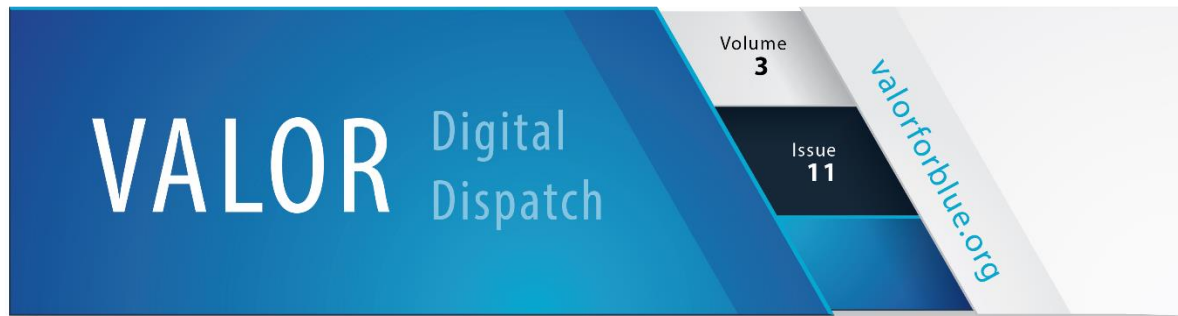 VALOR
Digital
Dispatch
Volume
3
Issue
11
valorforblue.org